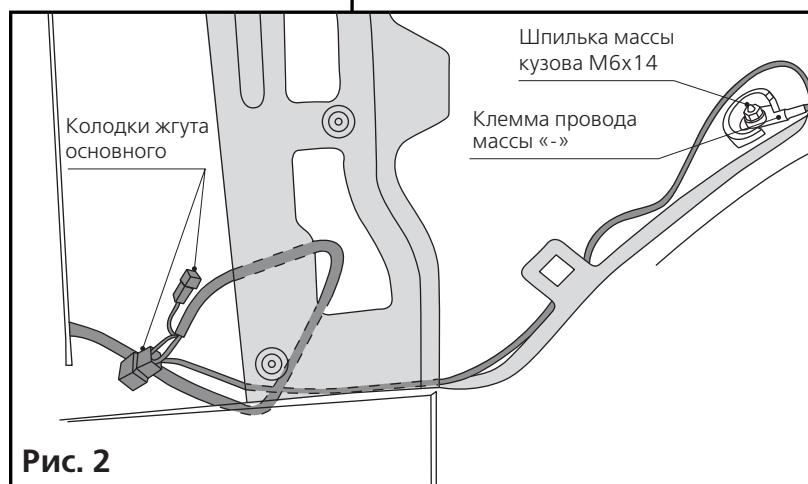 Шпилька массы
кузова М6х14
Колодки жгута
основного
Клемма провода
массы «-»
Рис. 2